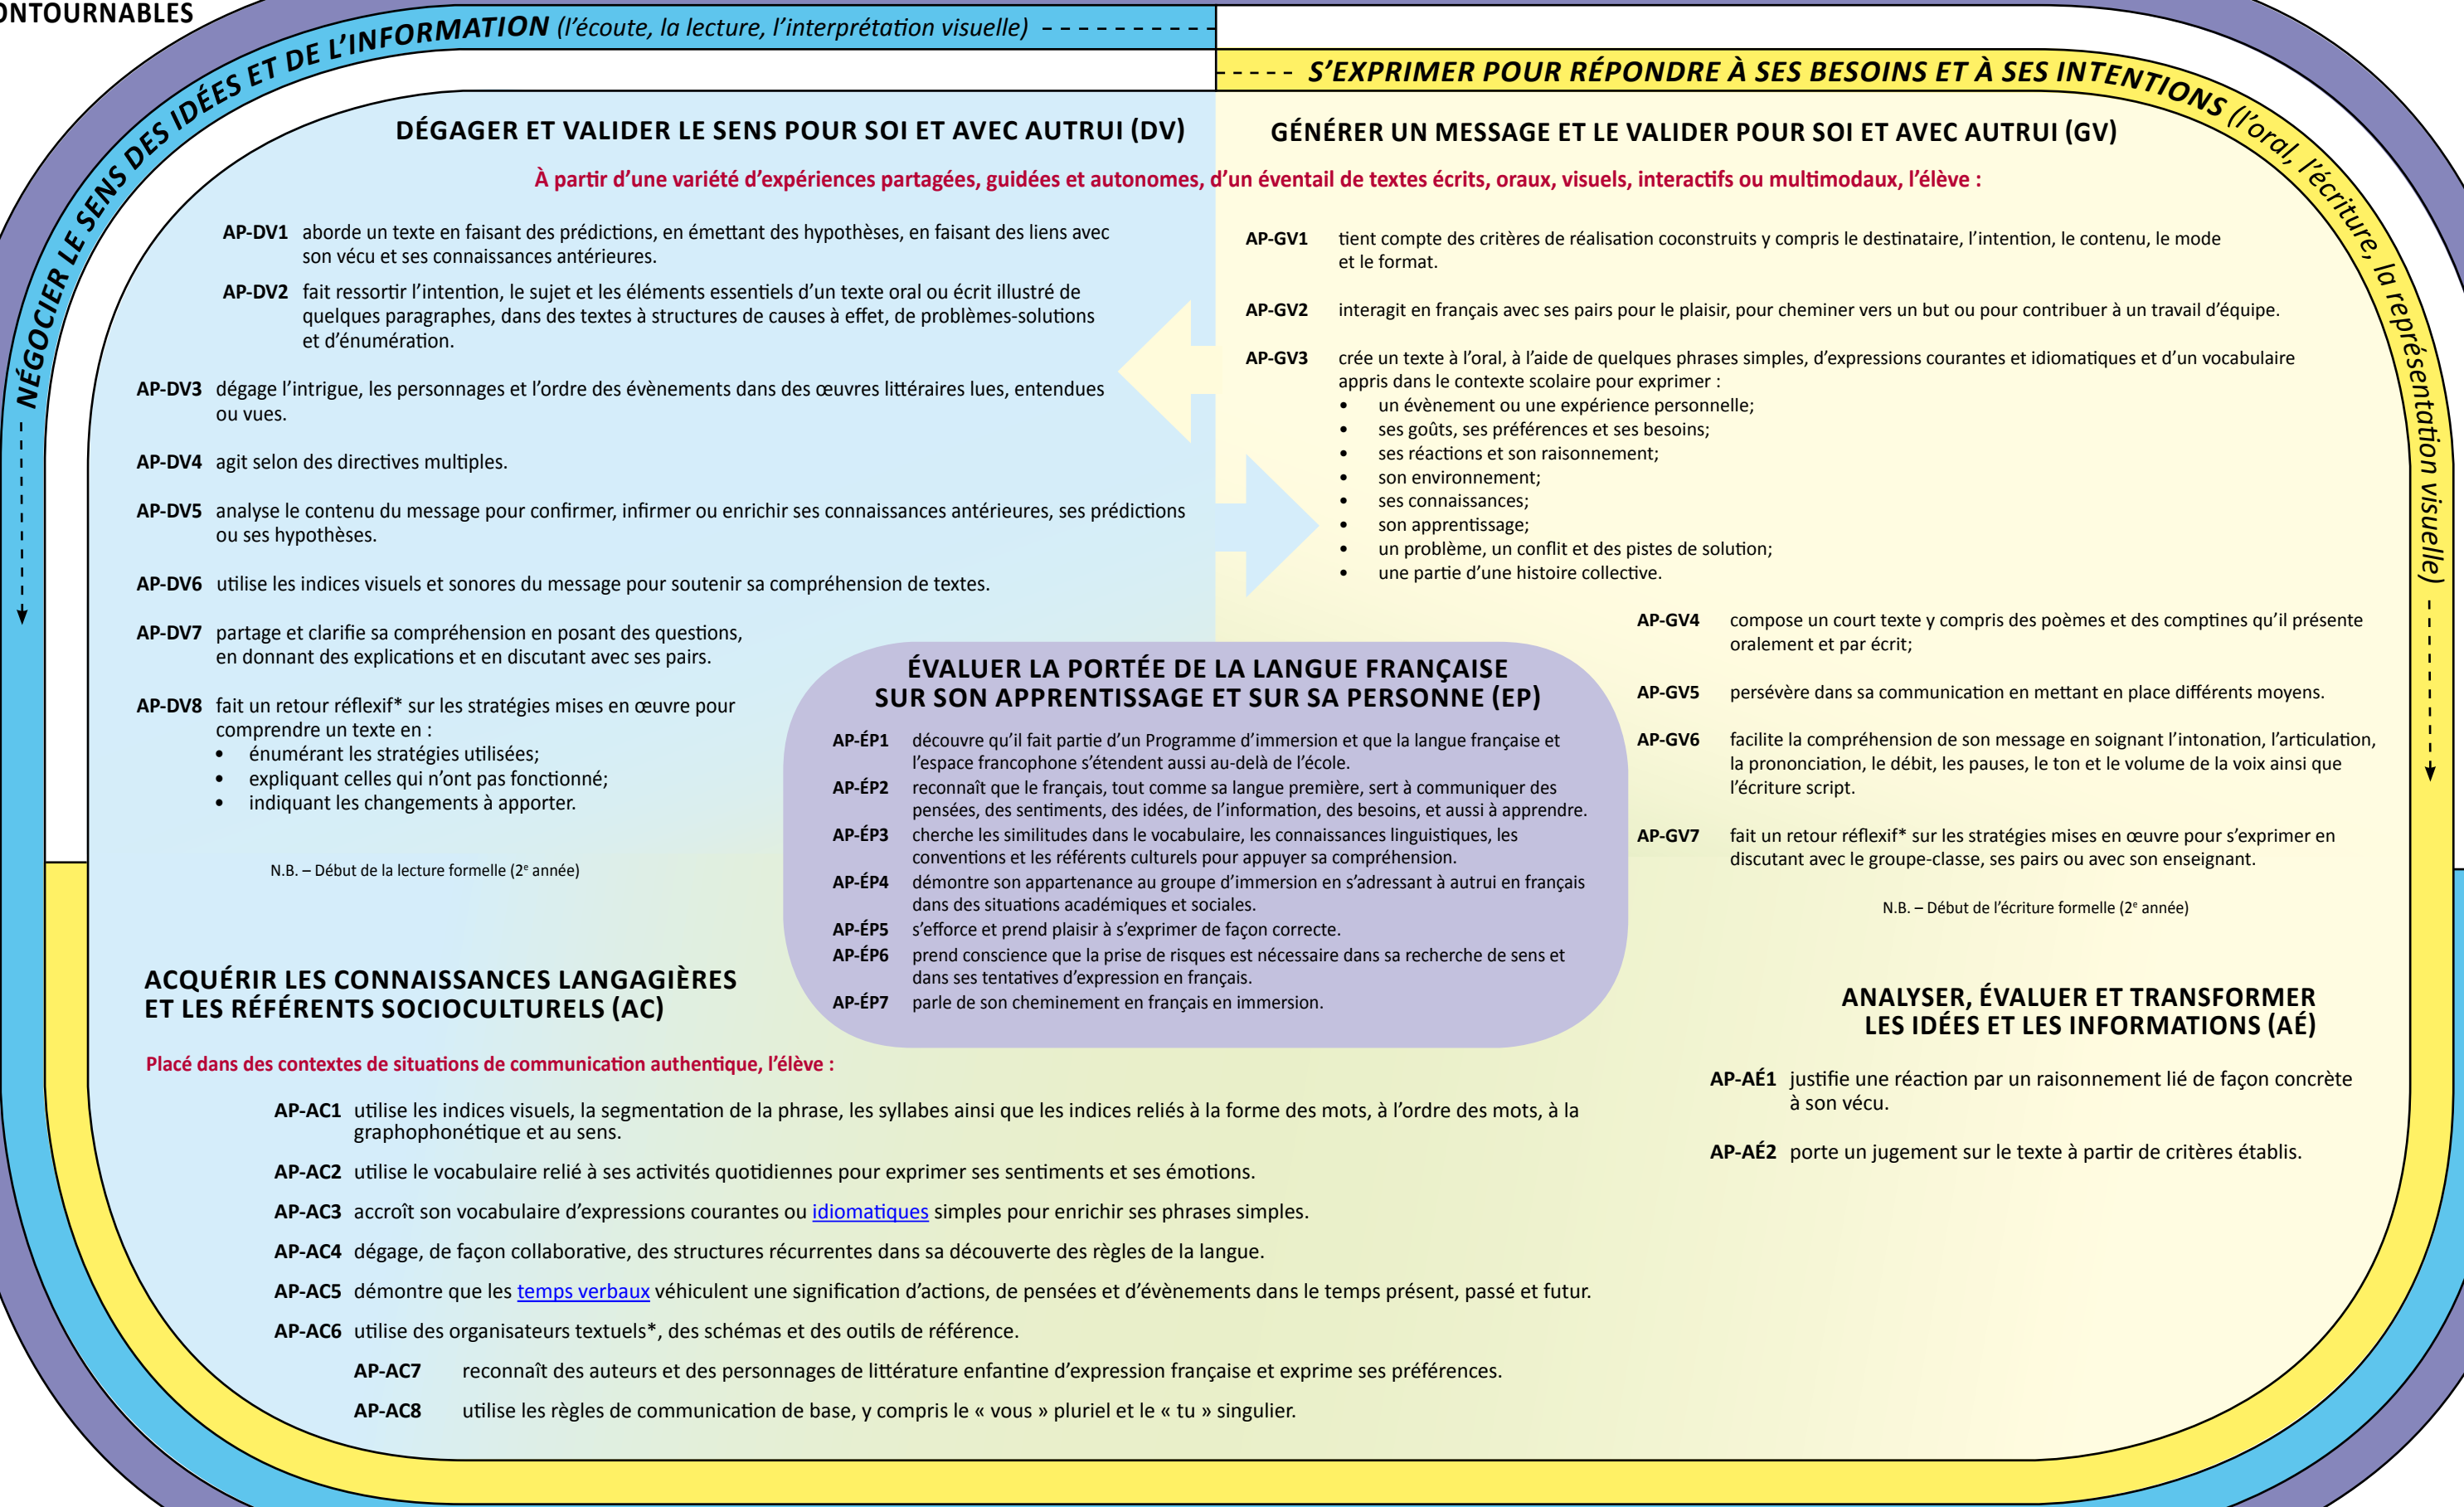 ONTOURNABLES
NÉGOCIER LE SENS DES IDÉES ET DE L'INFORMATION (l'écoute, la lecture, l'interprétation visuelle)
S'EXPRIMER POUR RÉPONDRE À SES BESOINS ET À SES INTENTIONS (l'oral, l'écriture, la représentation visuelle)
DÉGAGER ET VALIDER LE SENS POUR SOI ET AVEC AUTRUI (DV)
GÉNÉRER UN MESSAGE ET LE VALIDER POUR SOI ET AVEC AUTRUI (GV)
À partir d'une variété d'expériences partagées, guidées et autonomes, d'un éventail de textes écrits, oraux, visuels, interactifs ou multimodaux, l'élève :
AP-DV1 aborde un texte en faisant des prédictions, en émettant des hypothèses, en faisant des liens avec
son vécu et ses connaissances antérieures.
AP-DV2 fait ressortir l'intention, le sujet et les éléments essentiels d'un texte oral ou écrit illustré de
quelques paragraphes, dans des textes à structures de causes à effet, de problèmes-solutions
et d'énumération.
AP-DV3 dégage l'intrigue, les personnages et l'ordre des évènements dans des œuvres littéraires lues, entendues
ou vues.
AP-DV4 agit selon des directives multiples.
AP-DV5 analyse le contenu du message pour confirmer, infirmer ou enrichir ses connaissances antérieures, ses prédictions
ou ses hypothèses.
AP-DV6 utilise les indices visuels et sonores du message pour soutenir sa compréhension de textes.
AP-DV7 partage et clarifie sa compréhension en posant des questions,
en donnant des explications et en discutant avec ses pairs.
AP-DV8 fait un retour réflexif* sur les stratégies mises en œuvre pour
comprendre un texte en :
• énumérant les stratégies utilisées;
• expliquant celles qui n'ont pas fonctionné;
• indiquant les changements à apporter.
N.B. – Début de la lecture formelle (2e année)
AP-GV1 tient compte des critères de réalisation coconstruits y compris le destinataire, l'intention, le contenu, le mode
et le format.
AP-GV2 interagit en français avec ses pairs pour le plaisir, pour cheminer vers un but ou pour contribuer à un travail d'équipe.
AP-GV3 crée un texte à l'oral, à l'aide de quelques phrases simples, d'expressions courantes et idiomatiques et d'un vocabulaire
appris dans le contexte scolaire pour exprimer :
• un évènement ou une expérience personnelle;
• ses goûts, ses préférences et ses besoins;
• ses réactions et son raisonnement;
• son environnement;
• ses connaissances;
• son apprentissage;
• un problème, un conflit et des pistes de solution;
• une partie d'une histoire collective.
AP-GV4 compose un court texte y compris des poèmes et des comptines qu'il présente
oralement et par écrit;
AP-GV5 persévère dans sa communication en mettant en place différents moyens.
AP-GV6 facilite la compréhension de son message en soignant l'intonation, l'articulation,
la prononciation, le débit, les pauses, le ton et le volume de la voix ainsi que
l'écriture script.
AP-GV7 fait un retour réflexif* sur les stratégies mises en œuvre pour s'exprimer en
discutant avec le groupe-classe, ses pairs ou avec son enseignant.
N.B. – Début de l'écriture formelle (2e année)
ÉVALUER LA PORTÉE DE LA LANGUE FRANÇAISE
SUR SON APPRENTISSAGE ET SUR SA PERSONNE (EP)
AP-ÉP1 découvre qu'il fait partie d'un Programme d'immersion et que la langue française et
l'espace francophone s'étendent aussi au-delà de l'école.
AP-ÉP2 reconnaît que le français, tout comme sa langue première, sert à communiquer des
pensées, des sentiments, des idées, de l'information, des besoins, et aussi à apprendre.
AP-ÉP3 cherche les similitudes dans le vocabulaire, les connaissances linguistiques, les
conventions et les référents culturels pour appuyer sa compréhension.
AP-ÉP4 démontre son appartenance au groupe d'immersion en s'adressant à autrui en français
dans des situations académiques et sociales.
AP-ÉP5 s'efforce et prend plaisir à s'exprimer de façon correcte.
AP-ÉP6 prend conscience que la prise de risques est nécessaire dans sa recherche de sens et
dans ses tentatives d'expression en français.
AP-ÉP7 parle de son cheminement en français en immersion.
ACQUÉRIR LES CONNAISSANCES LANGAGIÈRES
ET LES RÉFÉRENTS SOCIOCULTURELS (AC)
Placé dans des contextes de situations de communication authentique, l'élève :
AP-AC1 utilise les indices visuels, la segmentation de la phrase, les syllabes ainsi que les indices reliés à la forme des mots, à l'ordre des mots, à la
graphophonétique et au sens.
AP-AC2 utilise le vocabulaire relié à ses activités quotidiennes pour exprimer ses sentiments et ses émotions.
AP-AC3 accroît son vocabulaire d'expressions courantes ou idiomatiques simples pour enrichir ses phrases simples.
AP-AC4 dégage, de façon collaborative, des structures récurrentes dans sa découverte des règles de la langue.
AP-AC5 démontre que les temps verbaux véhiculent une signification d'actions, de pensées et d'évènements dans le temps présent, passé et futur.
AP-AC6 utilise des organisateurs textuels*, des schémas et des outils de référence.
AP-AC7 reconnaît des auteurs et des personnages de littérature enfantine d'expression française et exprime ses préférences.
AP-AC8 utilise les règles de communication de base, y compris le « vous » pluriel et le « tu » singulier.
ANALYSER, ÉVALUER ET TRANSFORMER
LES IDÉES ET LES INFORMATIONS (AÉ)
AP-AÉ1 justifie une réaction par un raisonnement lié de façon concrète
à son vécu.
AP-AÉ2 porte un jugement sur le texte à partir de critères établis.